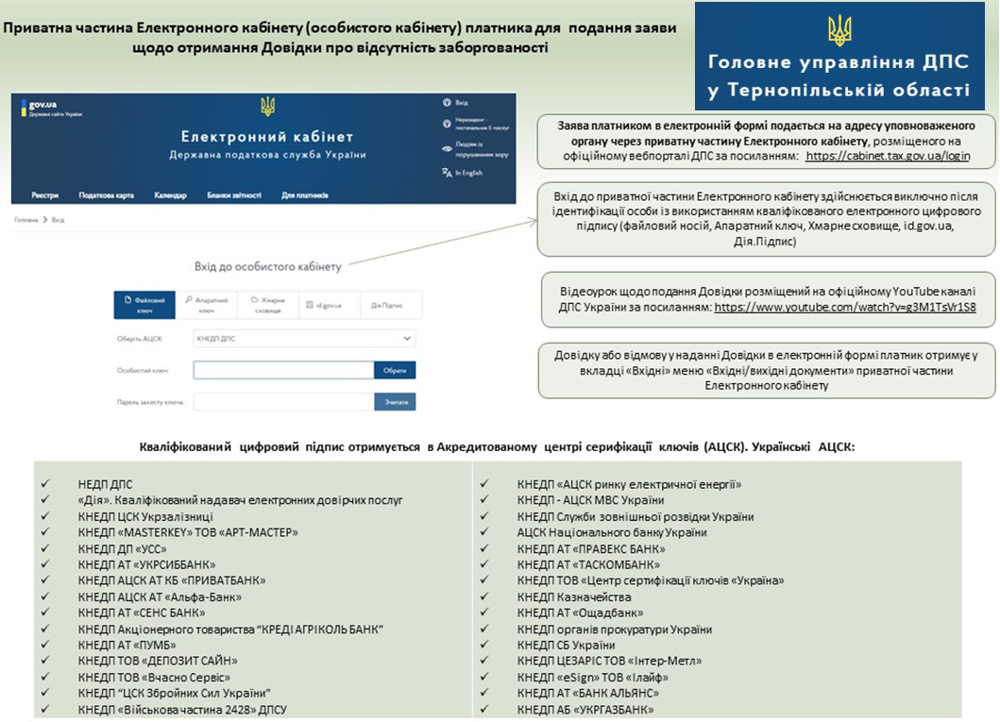 Приватна частина Електронного кабінету (особистого кабінету) платника для подання заяви
щодо отримання Довідки про відсутність заборгованості
Головне управління ДПС
у Тернопільській області
gov.ua
Державні сайти України
Електронний кабінет
Державна податкова служба України
Вхід
Нерезидент -
постачальник Е-послуг
Людям із
порушенням зору
In English
Реєстри Податкова карта Календар Бланки звітності Для платників
Головна > Вхід
Вхід до особистого кабінету
Файловий
ключ
Апаратний
ключ
Хмарне
сховище
id.gov.ua
Дія Підпис
Оберіть АЦСК:
КНЕДП ДПС
Особистий ключ:
Обрати
Пароль захисту ключа:
Зчитати
Заява платником в електронній формі подається на адресу уповноваженого
органу через приватну частину Електронного кабінету, розміщеного на
офіційному вебпорталі ДПС за посиланням: https://cabinet.tax.gov.ua/login
Вхід до приватної частини Електронного кабінету здійснюється виключно після
ідентифікації особи із використанням кваліфікованого електронного цифрового
підпису (файловий носій, Апаратний ключ, Хмарне сховище, id.gov.ua,
Дія.Підпис)
Відеоурок щодо подання Довідки розміщений на офіційному YouTube каналі
ДПС України за посиланням: https://www.youtube.com/watch?v=g3M1TsVr1S8
Довідку або відмову у наданні Довідки в електронній формі платник отримує у
вкладці «Вхідні» меню «Вхідні/вихідні документи» приватної частини
Електронного кабінету
Кваліфікований цифровий підпис отримується в Акредитованому центрі серифікації ключів (АЦСК). Українські АЦСК:
✓ НЕДП ДПС
✓ «Дія». Кваліфікований надавач електронних довірчих послуг
✓ КНЕДП ЦСК Укрзалізниці
✓ КНЕДП «MASTERKEY» ТОВ «АРТ-МАСТЕР»
✓ КНЕДП ДП «УСС»
✓ КНЕДП АТ «УКРСИББАНК»
✓ КНЕДП АЦСК АТ КБ «ПРИВАТБАНК»
✓ КНЕДП АЦСК АТ «Альфа-Банк»
✓ КНЕДП АТ «СЕНС БАНК»
✓ КНЕДП Акціонерного товариства “КРЕДІ АГРІКОЛЬ БАНК”
✓ КНЕДП АТ «ПУМБ»
✓ КНЕДП ТОВ «ДЕПОЗИТ САЙН»
✓ КНЕДП ТОВ «Вчасно Сервіс»
✓ КНЕДП “ЦСК Збройних Сил України”
✓ КНЕДП «Військова частина 2428» ДПСУ
✓ КНЕДП «АЦСК ринку електричної енергії»
✓ КНЕДП - АЦСК МВС України
✓ КНЕДП Служби зовнішньої розвідки України
✓ АЦСК Національного банку України
✓ КНЕДП АТ «ПРАВЕКС БАНК»
✓ КНЕДП АТ «ТАСКОМБАНК»
✓ КНЕДП ТОВ «Центр сертифікації ключів «Україна»
✓ КНЕДП Казначейства
✓ КНЕДП АТ «Ощадбанк»
✓ КНЕДП органів прокуратури України
✓ КНЕДП СБ України
✓ КНЕДП ЦЕЗАРІС ТОВ «Інтер-Метл»
✓ КНЕДП «eSign» ТОВ «Ілайф»
✓ КНЕДП АТ «БАНК АЛЬЯНС»
✓ КНЕДП АБ «УКРГАЗБАНК»